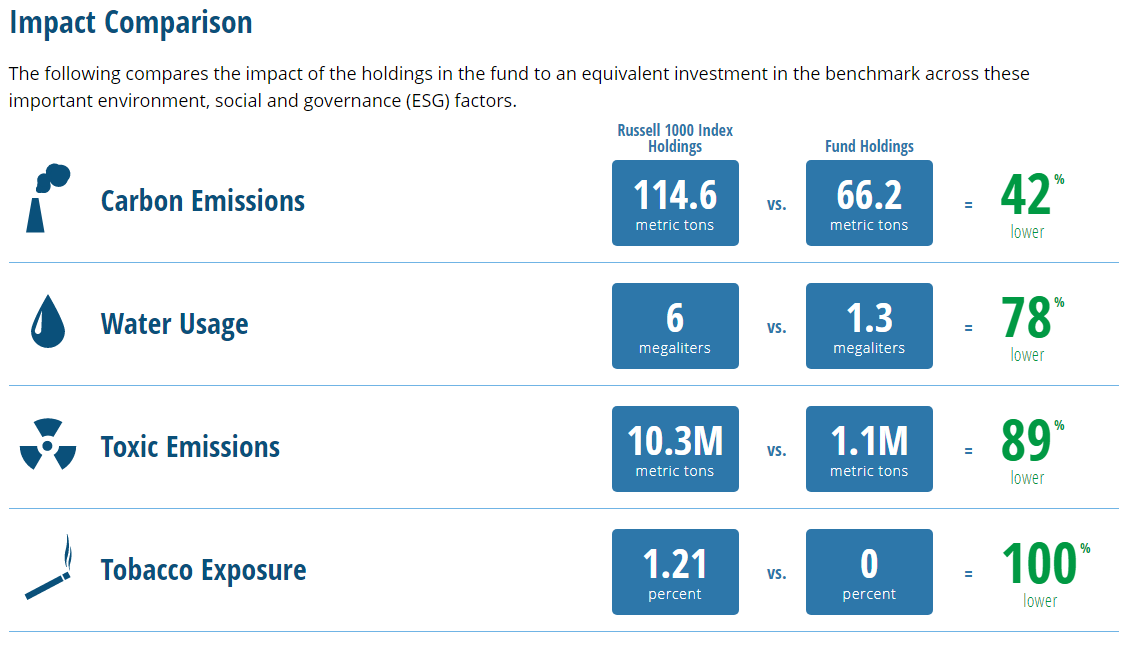 Impact Comparison
The following compares the impact of the holdings in the fund to an equivalent investment in the benchmark across these
important environment, social and governance (ESG) factors.
Russell 1000 Index
Holdings
Fund Holdings
Carbon Emissions
114.6
metric tons
vs.
66.2
metric tons
=
42%
lower
Water Usage
6
megaliters
vs.
1.3
megaliters
=
78%
lower
Toxic Emissions
10.3M
metric tons
vs.
1.1M
metric tons
=
89%
lower
Tobacco Exposure
1.21
percent
vs.
0
percent
=
100%
lower